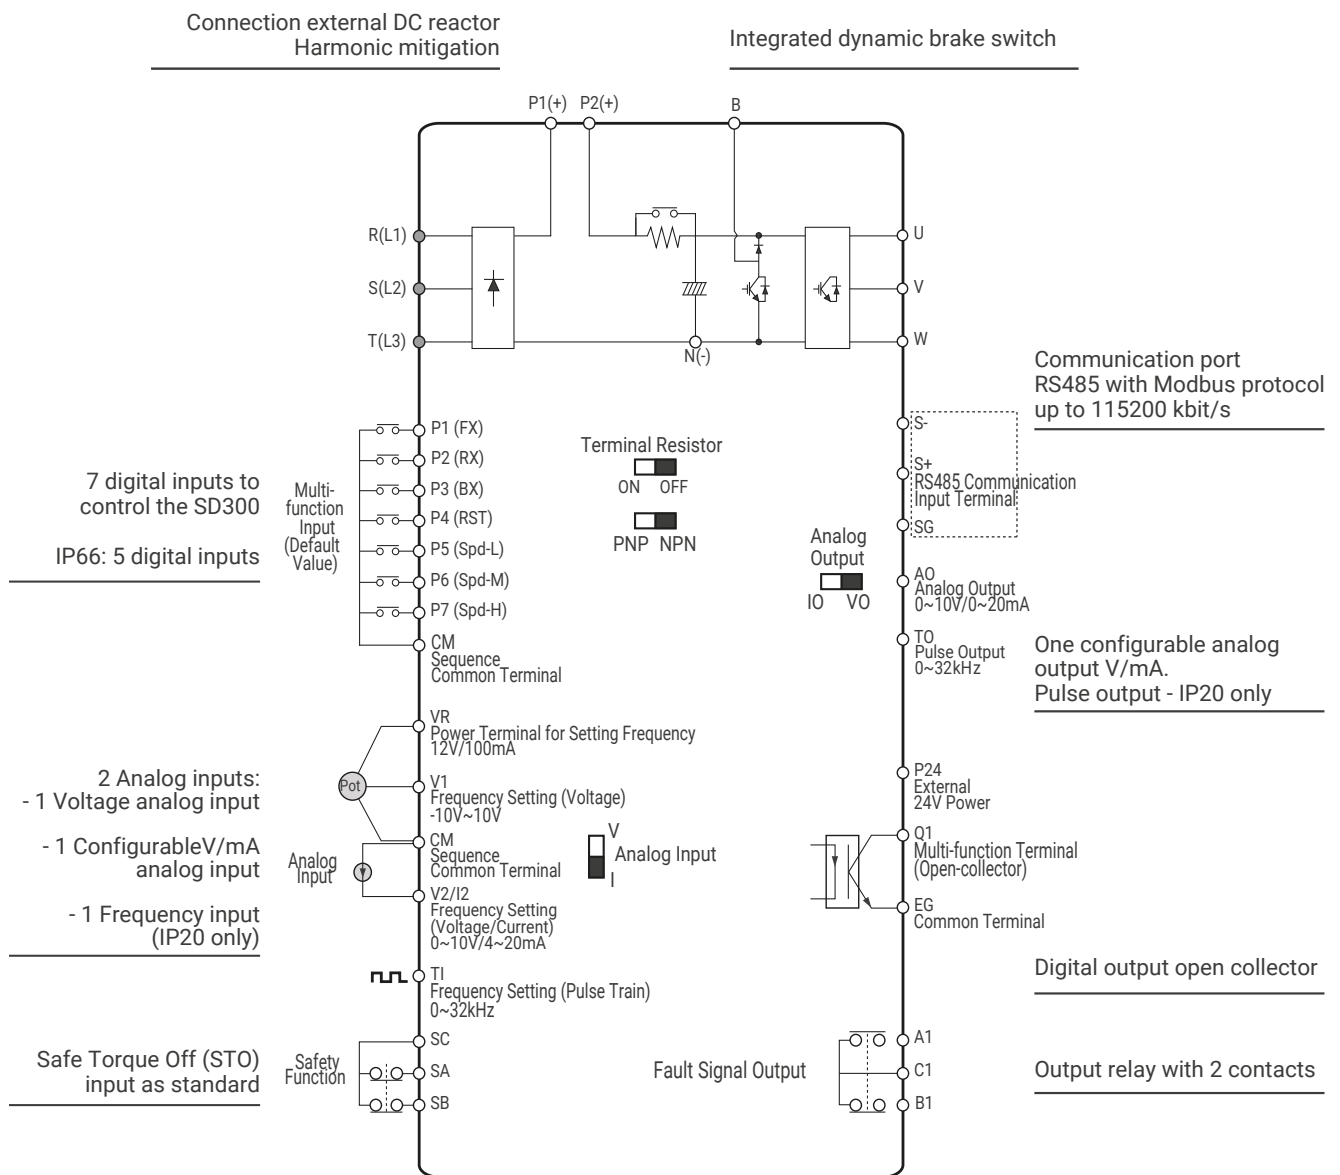 Connection external DC reactor
Harmonic mitigation
Integrated dynamic brake switch
P1(+)
P2(+)
B
R(L1)
S(L2)
T(L3)
N(-)
U
V
W
7 digital inputs to
control the SD300
IP66: 5 digital inputs
Multi-
function
Input
(Default
Value)
P1 (FX)
P2 (RX)
P3 (BX)
P4 (RST)
P5 (Spd-L)
P6 (Spd-M)
P7 (Spd-H)
CM
Sequence
Common Terminal
Terminal Resistor
ON OFF
PNP NPN
Analog
Output
IO VO
Communication port
RS485 with Modbus protocol
up to 115200 kbit/s
S-
S+
RS485 Communication
Input Terminal
SG
AO
Analog Output
0~10V/0~20mA
TO
Pulse Output
0~32kHz
One configurable analog
output V/mA.
Pulse output - IP20 only
2 Analog inputs:
- 1 Voltage analog input
- 1 ConfigurableV/mA
analog input
- 1 Frequency input
(IP20 only)
Pot
Analog
Input
VR
Power Terminal for Setting Frequency
12V/100mA
V1
Frequency Setting (Voltage)
-10V~10V
CM
Sequence
Common Terminal
V2/I2
Frequency Setting
(Voltage/Current)
0~10V/4~20mA
TI
Frequency Setting (Pulse Train)
0~32kHz
V
Analog Input
I
P24
External
24V Power
Q1
Multi-function Terminal
(Open-collector)
EG
Common Terminal
Digital output open collector
Safe Torque Off (STO)
input as standard
Safety
Function
SC
SA
SB
Fault Signal Output
A1
C1
B1
Output relay with 2 contacts